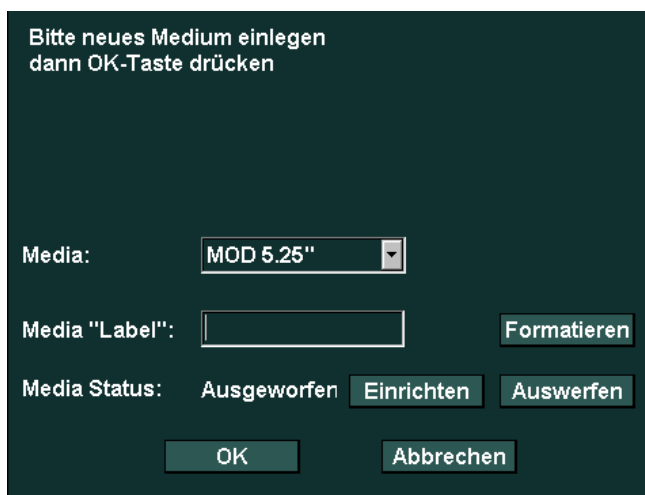 Bitte neues Medium einlegen
dann OK-Taste drücken
Media: MOD 5.25"
Media "Label": Formatieren
Media Status: Ausgeworfen Einrichten Auswerfen
OK Abbrechen